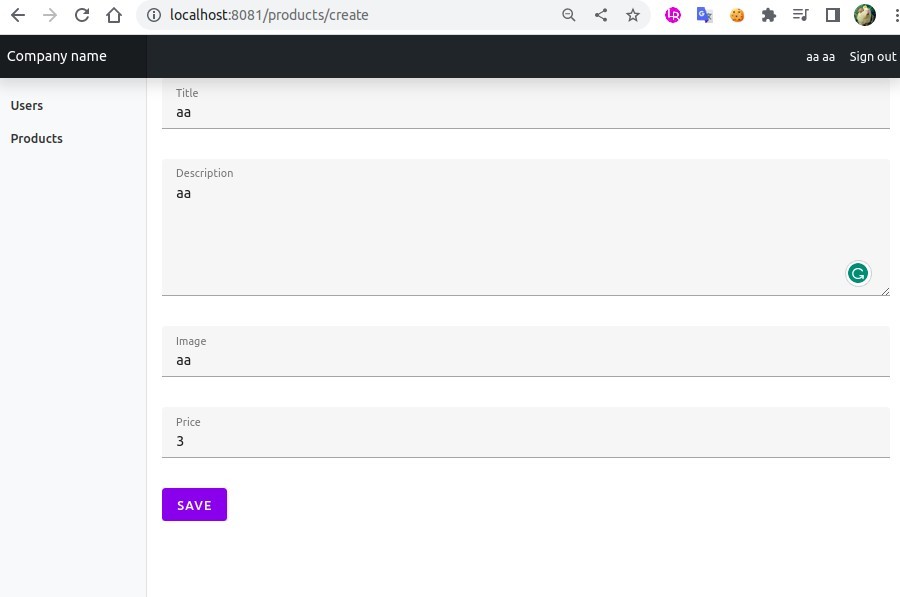 localhost:8081/products/create
Company name
aa aa Sign out
Users
Products
Title
aa
Description
aa
Image
aa
Price
3
SAVE